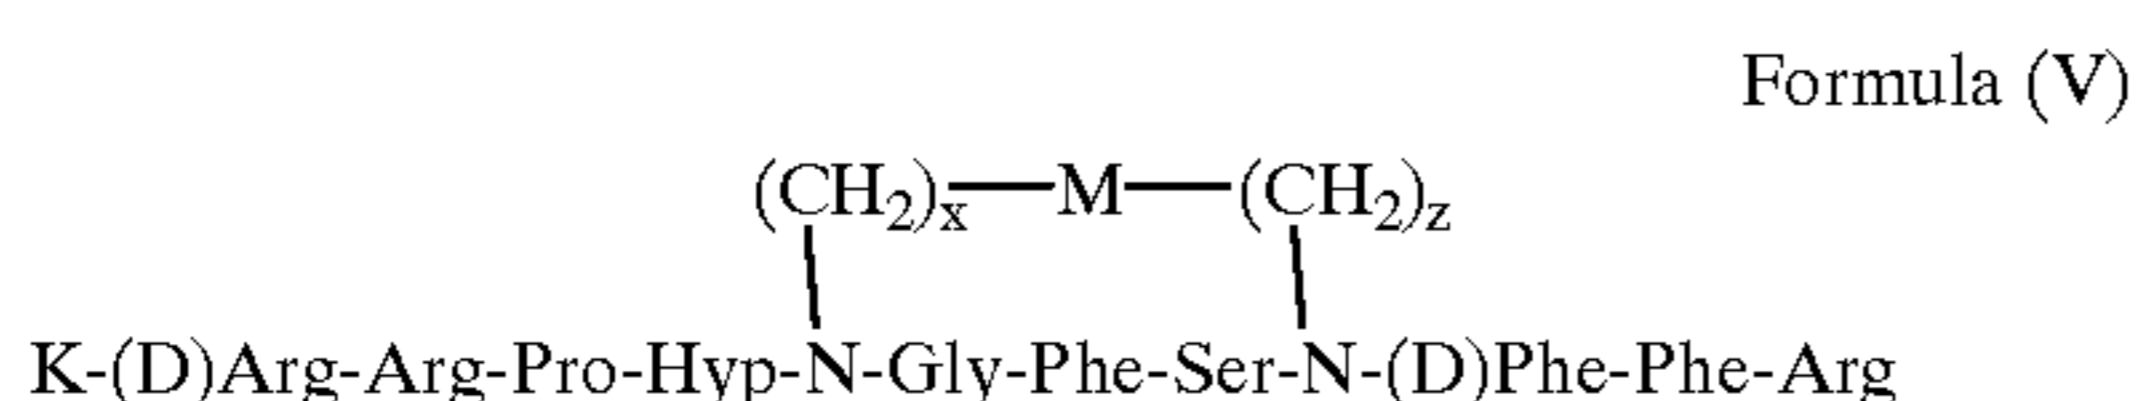 Formula (V)
(CH₂)ₓ—M—(CH₂)z
K-(D)Arg-Arg-Pro-Hyp-N-Gly-Phe-Ser-N-(D)Phe-Phe-Arg